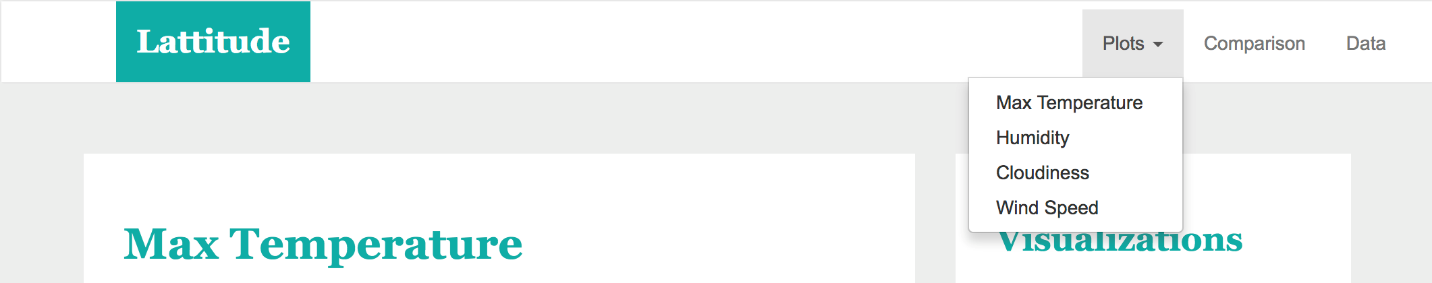 Lattitude
Plots
Comparison
Data
Max Temperature
Humidity
Cloudiness
Wind Speed
Max Temperature
Visualizations